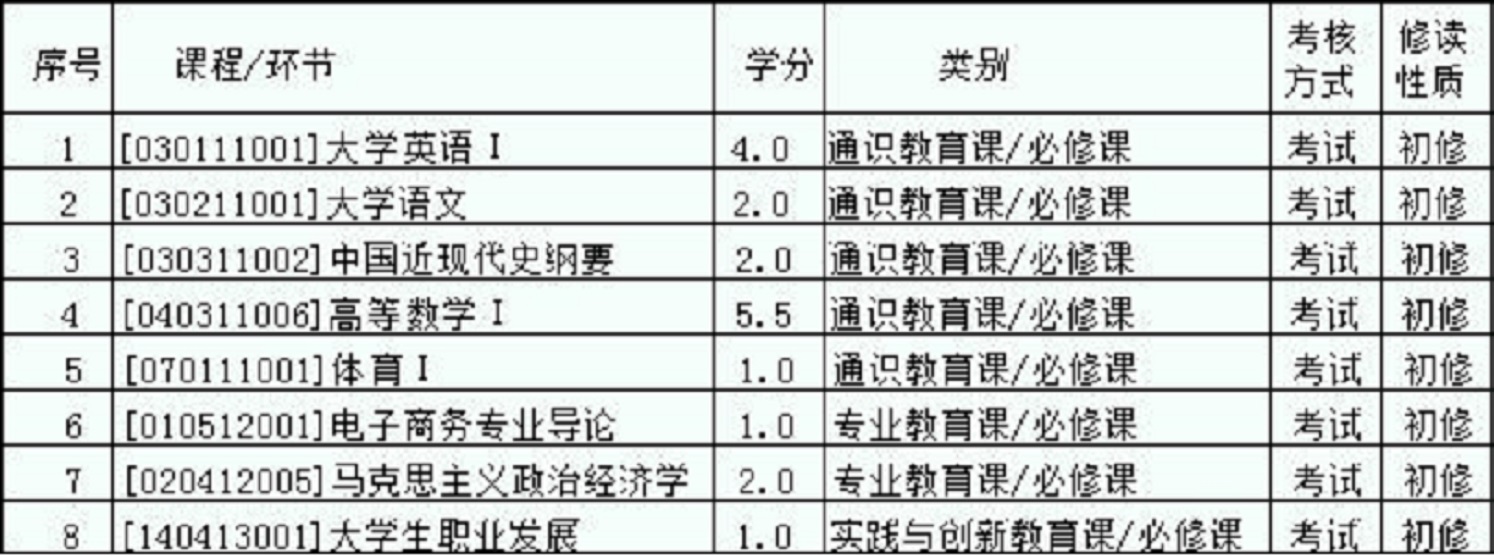 序号 课程/环节 学分 类别 考核方式 修读性质
1 [030111001]大学英语Ⅰ 4.0 通识教育课/必修课 考试 初修
2 [030211001]大学语文 2.0 通识教育课/必修课 考试 初修
3 [030311002]中国近现代史纲要 2.0 通识教育课/必修课 考试 初修
4 [040311006]高等数学Ⅰ 5.5 通识教育课/必修课 考试 初修
5 [070111001]体育Ⅰ 1.0 通识教育课/必修课 考试 初修
6 [010512001]电子商务专业导论 1.0 专业教育课/必修课 考试 初修
7 [020412005]马克思主义政治经济学 2.0 专业教育课/必修课 考试 初修
8 [140413001]大学生职业发展 1.0 实践与创新教育课/必修课 考试 初修